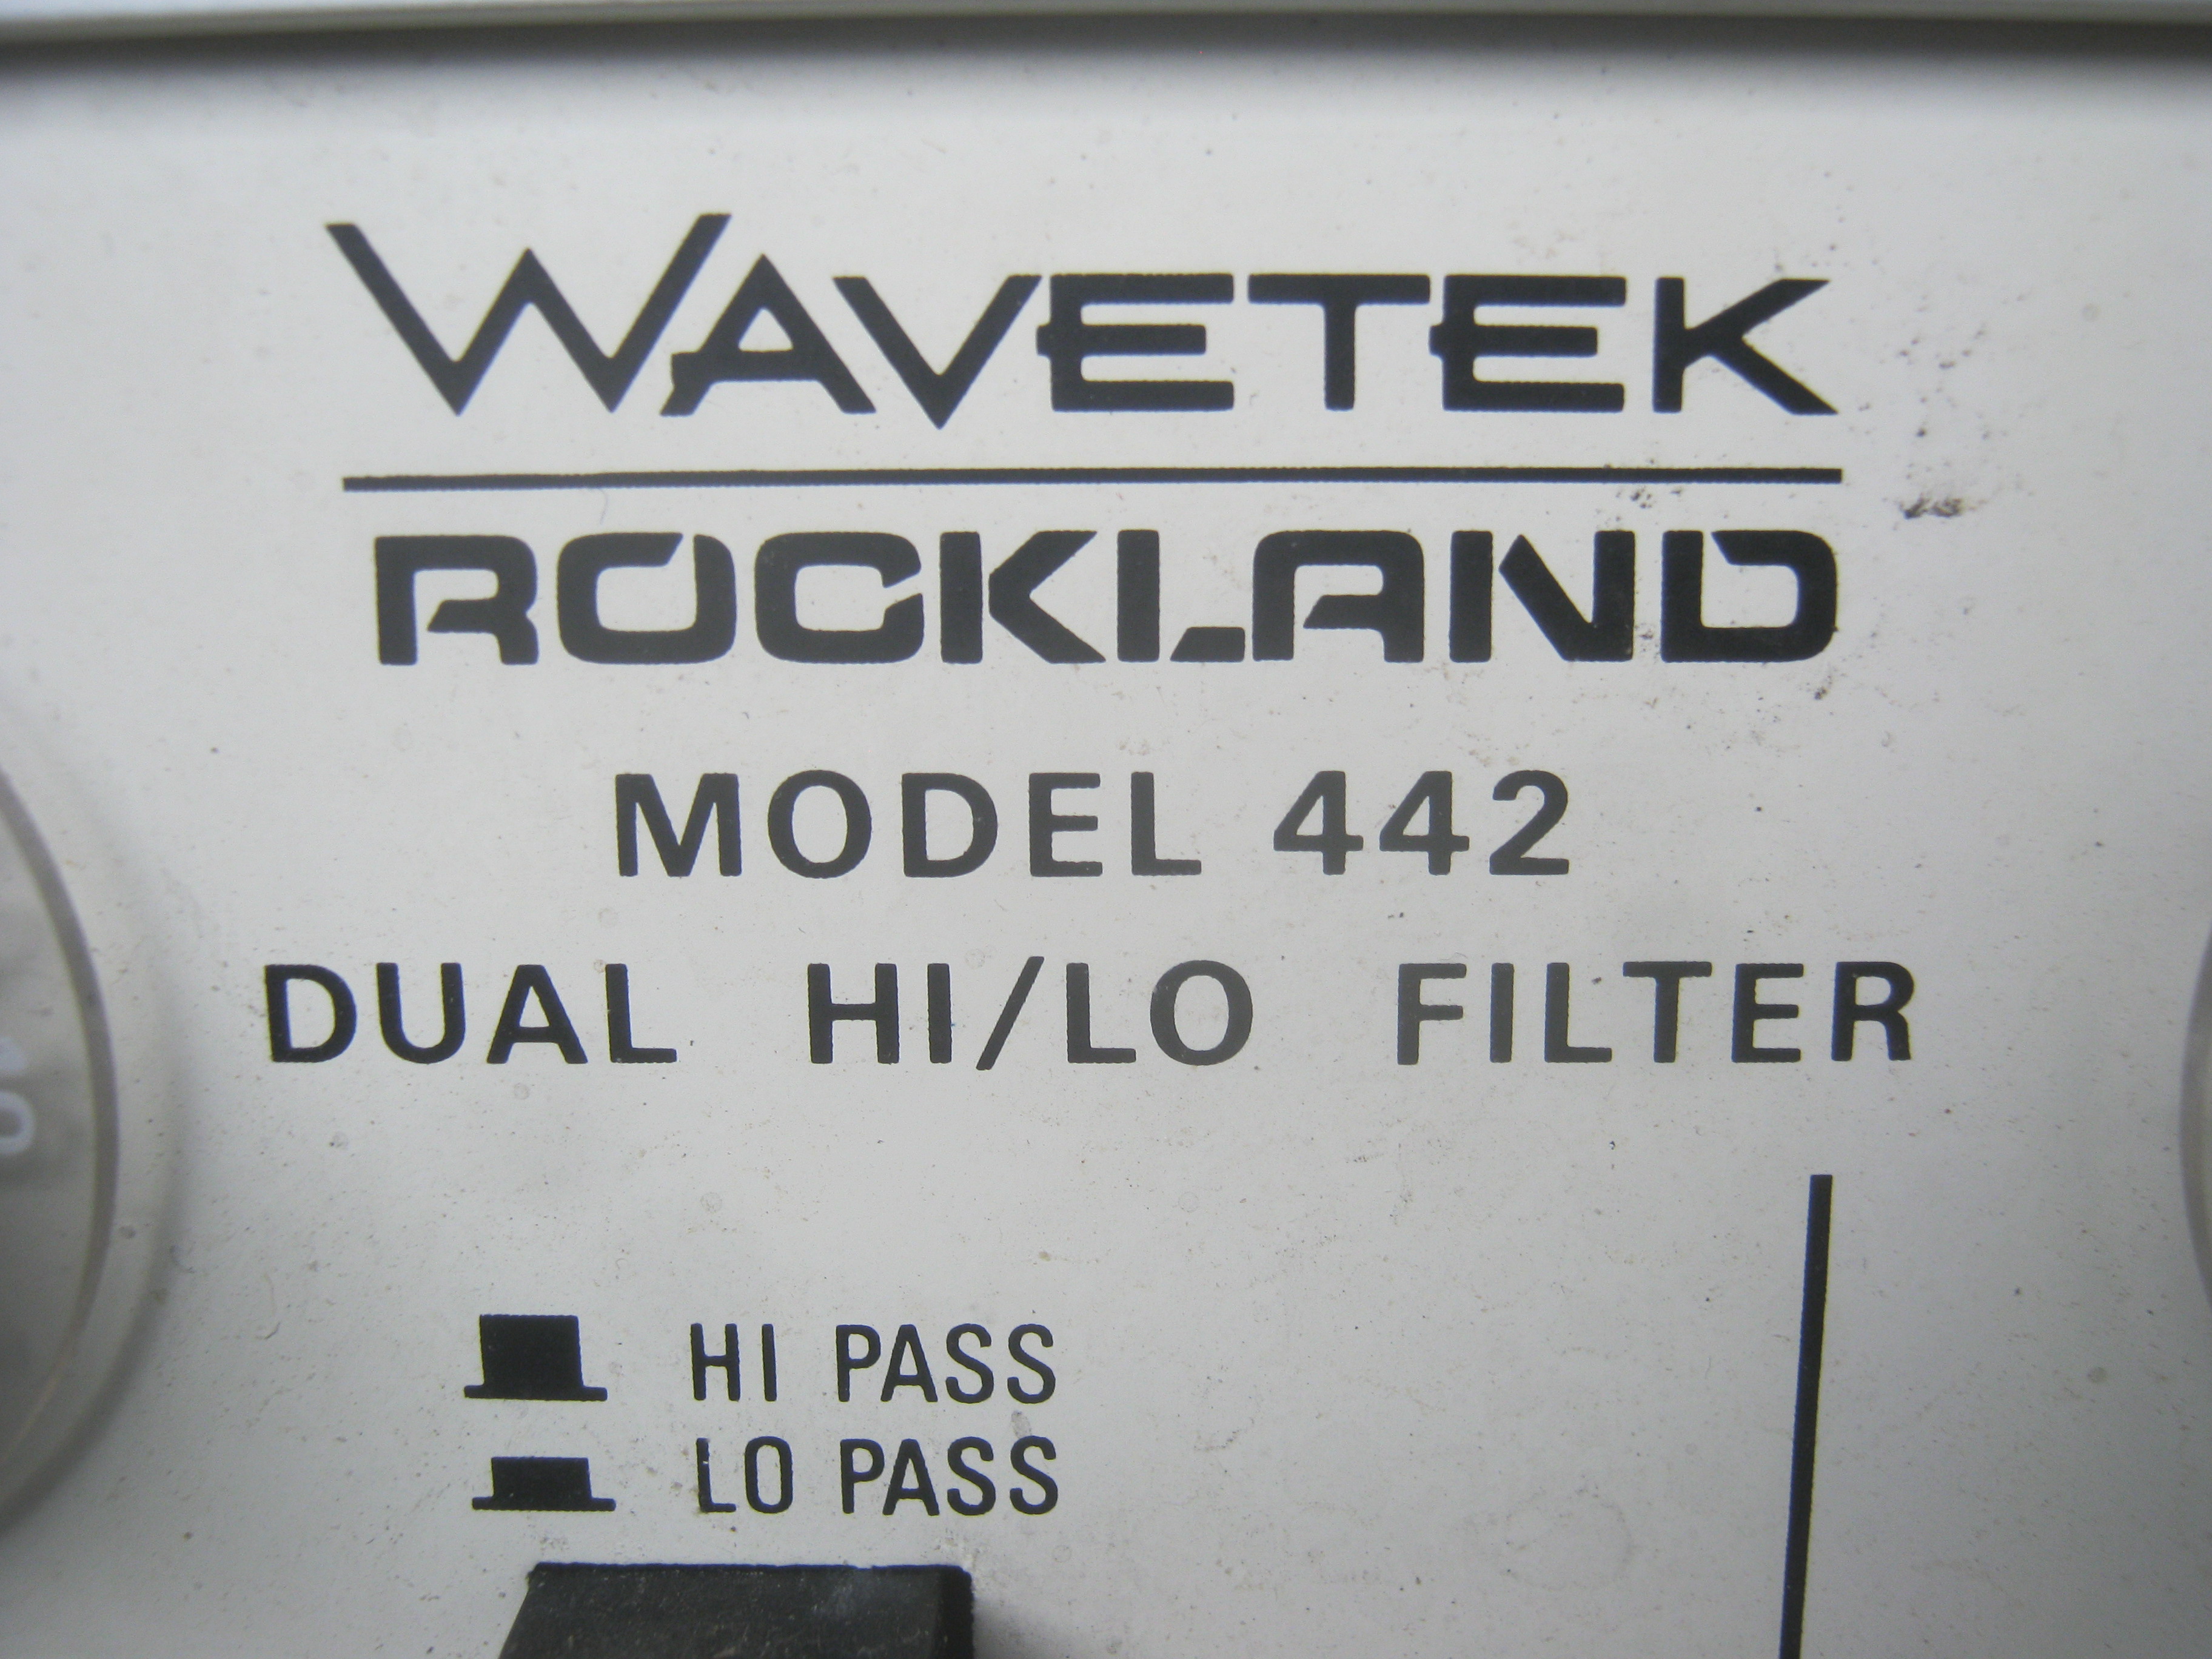 WAVETEK
ROCKLAND
MODEL 442
DUAL HI/LO FILTER
HI PASS
LO PASS